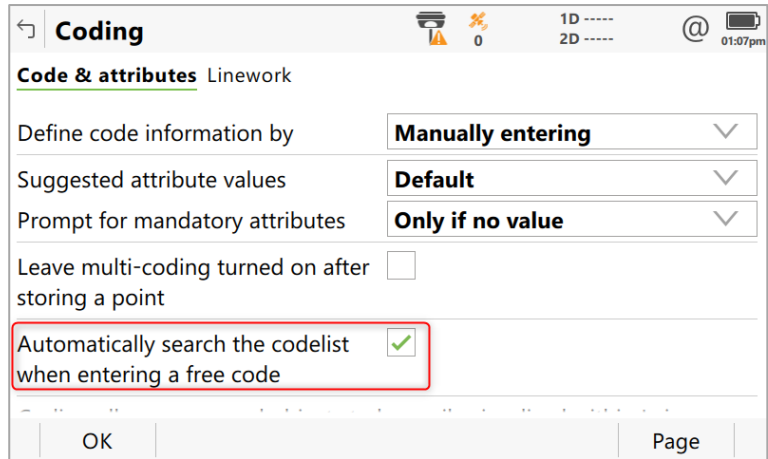 Coding
0
1D -----
2D -----
@
01:07pm
Code & attributes Linework
Define code information by Manually entering
Suggested attribute values Default
Prompt for mandatory attributes Only if no value
Leave multi-coding turned on after
storing a point
Automatically search the codelist
when entering a free code
OK Page